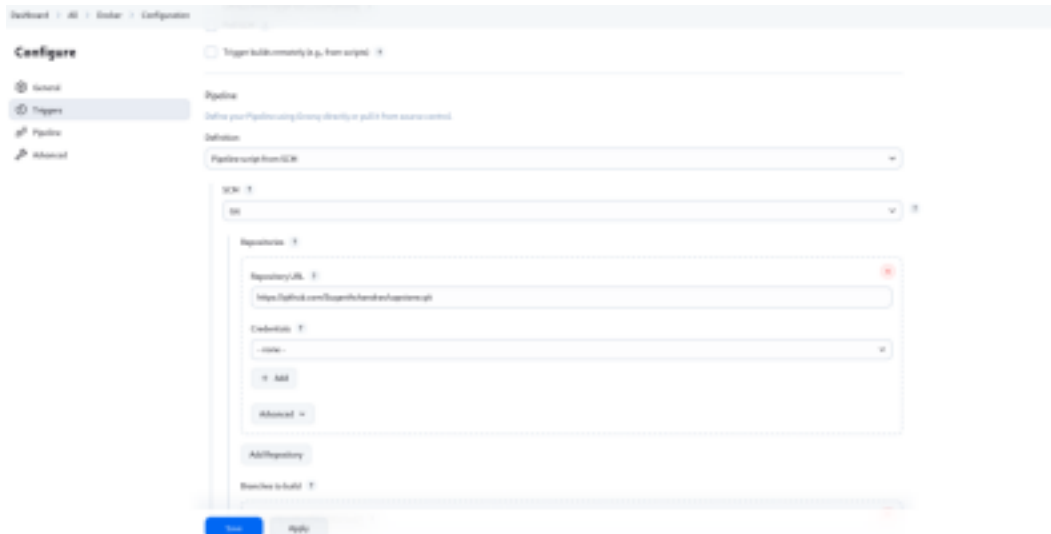 Dashboard > All > Docker > Configuration
Configure
General
Triggers
Pipeline
Advanced
Trigger builds remotely (e.g., from scripts) ?
Pipeline
Define your Pipeline using Groovy directly or pull it from source control.
Definition
Pipeline script from SCM
SCM ?
Git
?
Repositories ?
Repository URL ?
Credentials ?
- none -
+ Add
Advanced
Add Repository
Branches to build ?
Save
Apply